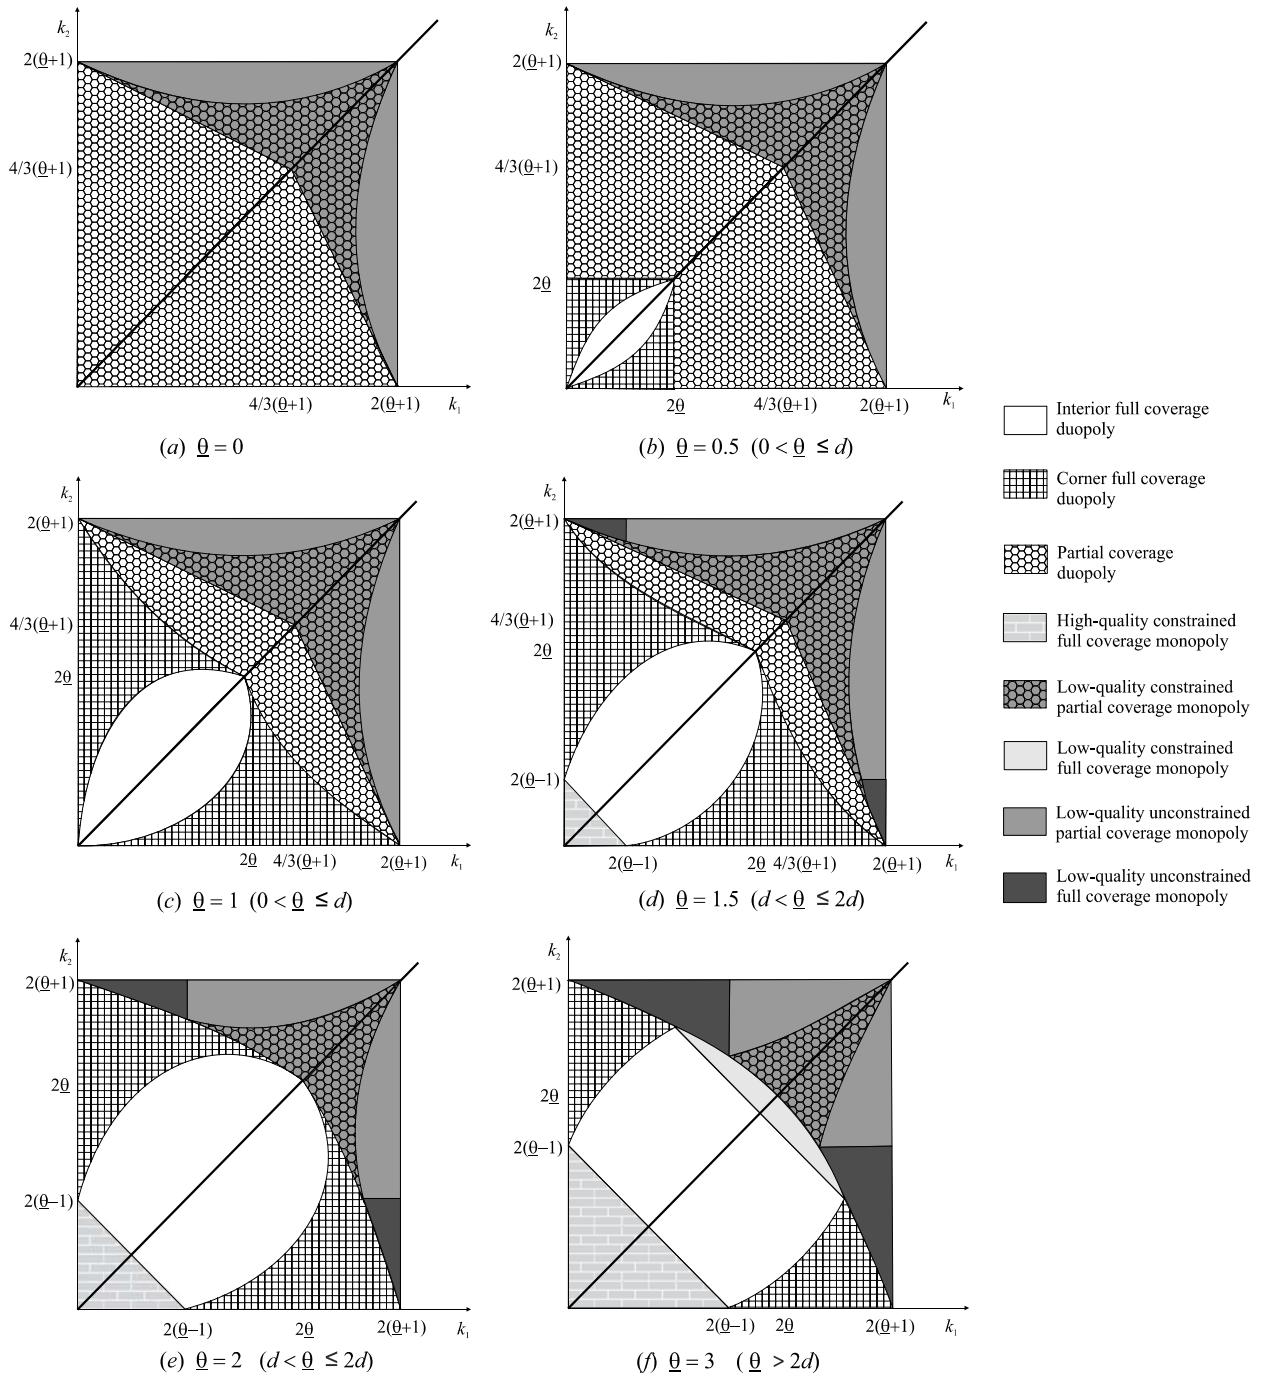 k₂
2(θ+1)
4/3(θ+1)
4/3(θ+1)
2(θ+1)
k₁
(a) θ = 0
k₂
2(θ+1)
4/3(θ+1)
2θ
2θ
4/3(θ+1)
2(θ+1)
k₁
(b) θ = 0.5 (0 < θ ≤ d)
k₂
2(θ+1)
4/3(θ+1)
2θ
2θ
4/3(θ+1)
2(θ+1)
k₁
(c) θ = 1 (0 < θ ≤ d)
k₂
2(θ+1)
4/3(θ+1)
2θ
2(θ−1)
2(θ−1)
2θ
4/3(θ+1)
2(θ+1)
k₁
(d) θ = 1.5 (d < θ ≤ 2d)
k₂
2(θ+1)
2θ
2(θ−1)
2(θ−1)
2θ
2(θ+1)
k₁
(e) θ = 2 (d < θ ≤ 2d)
k₂
2(θ+1)
2θ
2(θ−1)
2(θ−1)
2θ
2(θ+1)
k₁
(f) θ = 3 ( θ > 2d)
Interior full coverage
duopoly
Corner full coverage
duopoly
Partial coverage
duopoly
High-quality constrained
full coverage monopoly
Low-quality constrained
partial coverage monopoly
Low-quality constrained
full coverage monopoly
Low-quality unconstrained
partial coverage monopoly
Low-quality unconstrained
full coverage monopoly